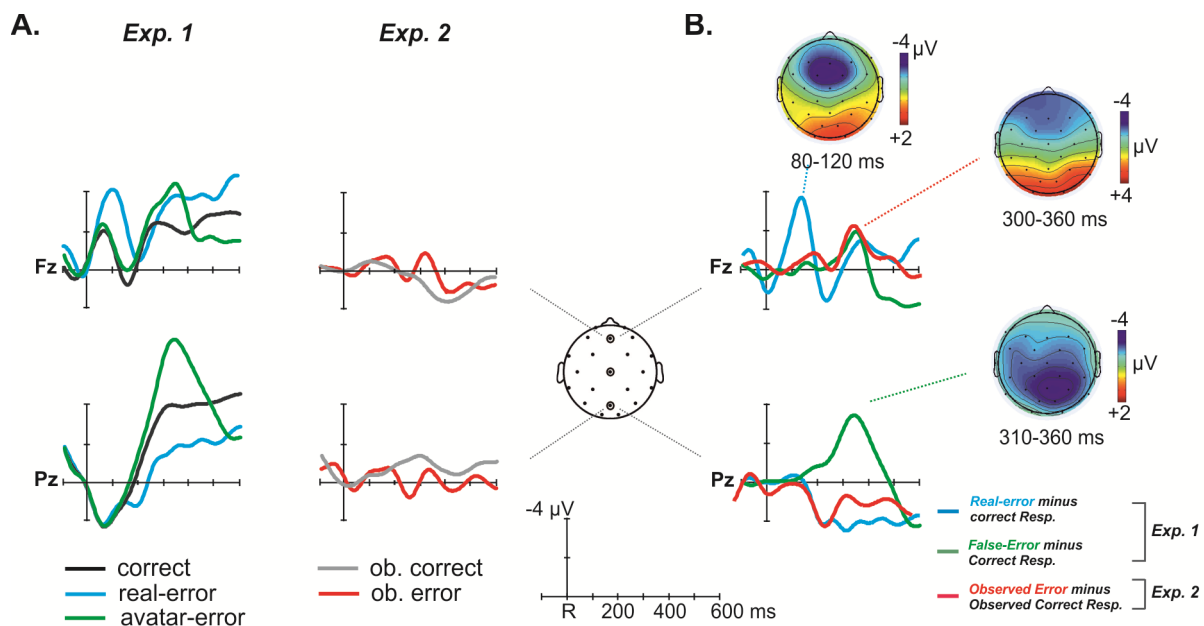 A.
Exp. 1
Exp. 2
B.
-4
µV
+2
80-120 ms
-4
µV
+4
300-360 ms
Fz
Fz
-4
µV
+2
310-360 ms
Pz
Pz
-4 µV
R
200
400
600 ms
correct
real-error
avatar-error
ob. correct
ob. error
Real-error minus
correct Resp.
False-Error minus
Correct Resp.
Exp. 1
Observed Error minus
Observed Correct Resp.
Exp. 2